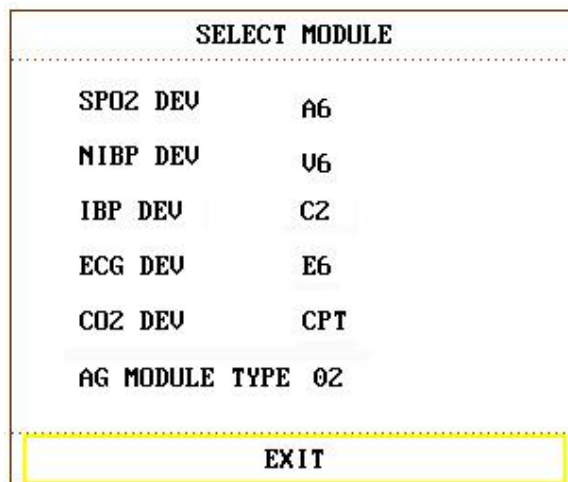 SELECT MODULE
SPO2 DEV A6
NIBP DEV V6
IBP DEV C2
ECG DEV E6
CO2 DEV CPT
AG MODULE TYPE 02
EXIT